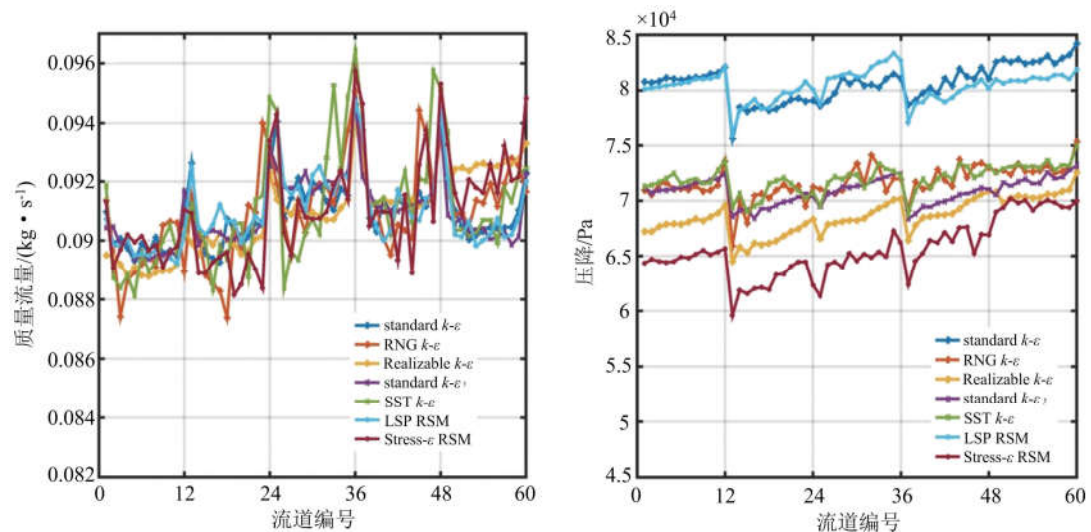 0.096
0.094
0.092
0.09
0.088
0.086
0.084
0.082
质量流量/(kg·s⁻¹)
standard k-ε
RNG k-ε
Realizable k-ε
standard k-ε
SST k-ε
LSP RSM
Stress-ε RSM
0 12 24 36 48 60
流道编号
×10⁴
8.5
8
7.5
7
6.5
6
5.5
5
4.5
压降/Pa
standard k-ε
RNG k-ε
Realizable k-ε
standard k-ε
SST k-ε
LSP RSM
Stress-ε RSM
0 12 24 36 48 60
流道编号